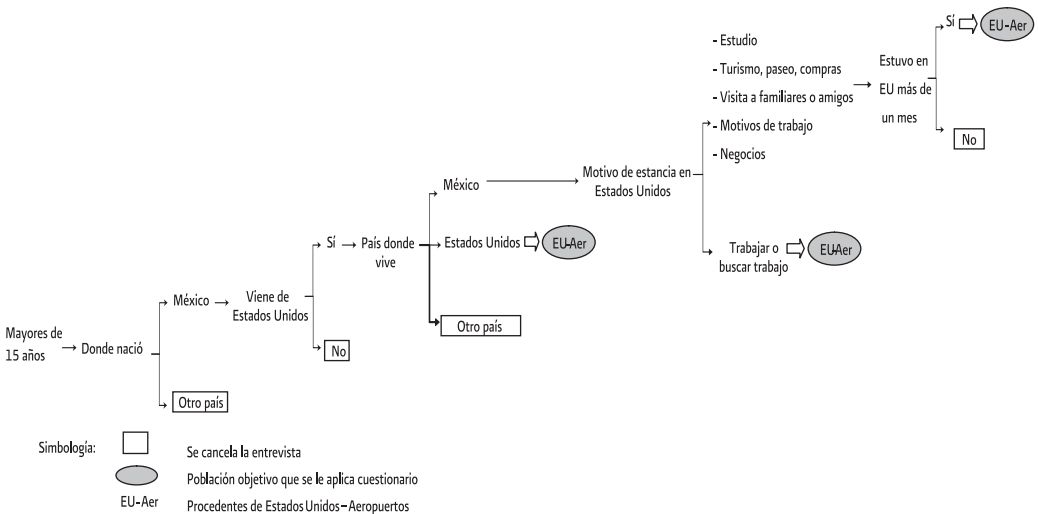 Mayores de
15 años
Donde nació
México
Otro país
Viene de
Estados Unidos
Sí
No
País donde
vive
México
Estados Unidos
EU-Aer
Otro país
Motivo de estancia en
Estados Unidos
- Estudio
- Turismo, paseo, compras
- Visita a familiares o amigos
- Motivos de trabajo
- Negocios
Trabajar o
buscar trabajo
EU-Aer
Estuvo en
EU más de
un mes
Sí
EU-Aer
No
Simbología:
Se cancela la entrevista
Población objetivo que se le aplica cuestionario
EU-Aer
Procedentes de Estados Unidos-Aeropuertos